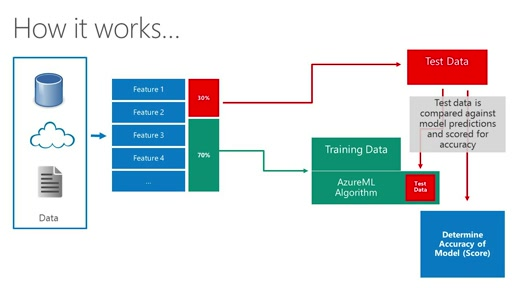 How it works...
Data
Feature 1
Feature 2
Feature 3
Feature 4
...
30%
70%
Test Data
Test data is
compared against
model predictions
and scored for
accuracy
Training Data
AzureML
Algorithm
Test
Data
Determine
Accuracy of
Model (Score)